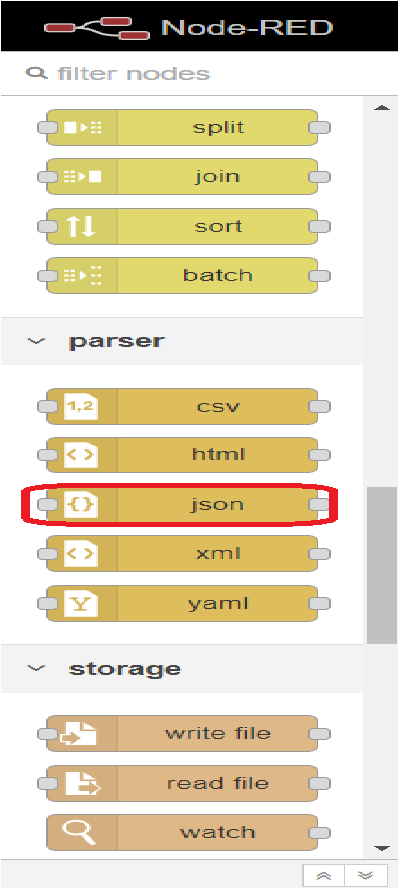 Node-RED
filter nodes
split
join
sort
batch
parser
1,2 csv
<> html
{} json
<> xml
Y yaml
storage
write file
read file
watch